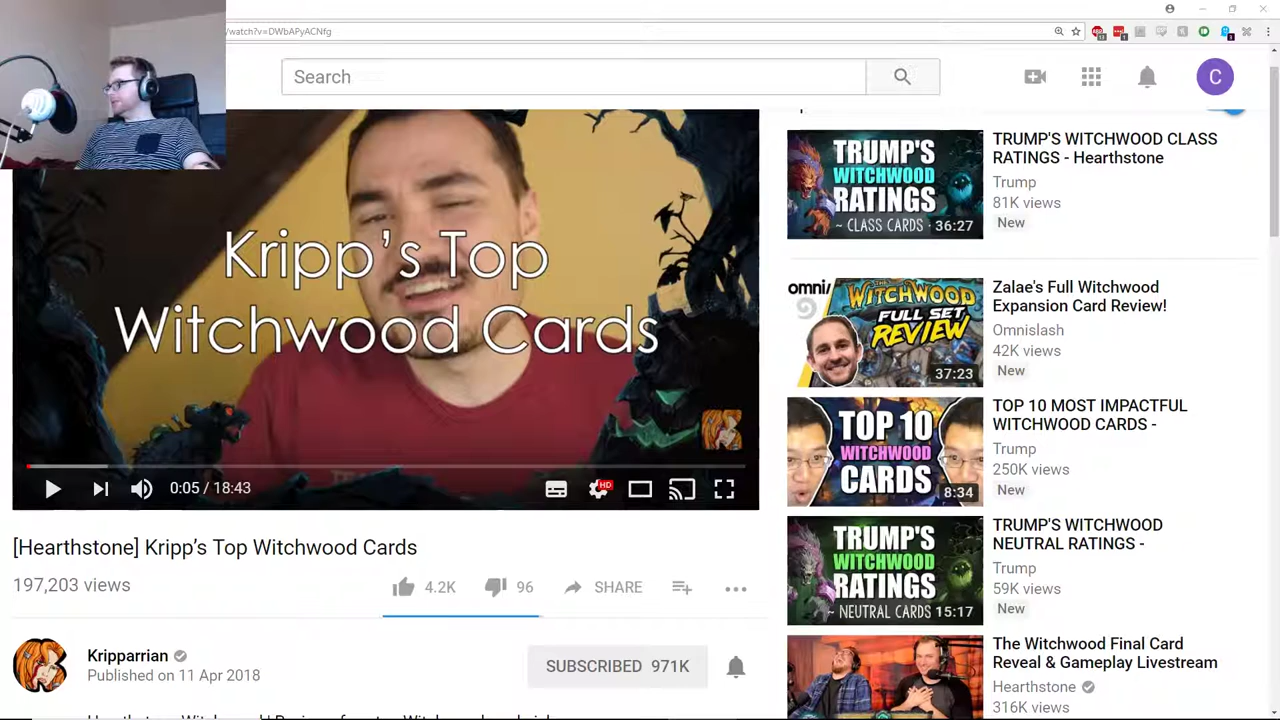 /watch?v=DWbAPyACNfg
Search
C
Kripp's Top
Witchwood Cards
0:05 / 18:43
HD
[Hearthstone] Kripp's Top Witchwood Cards
197,203 views
4.2K
96
SHARE
Kripparrian
Published on 11 Apr 2018
SUBSCRIBED 971K
TRUMP'S
WITCHWOOD
RATINGS
~ CLASS CARDS -
36:27
TRUMP'S WITCHWOOD CLASS
RATINGS - Hearthstone
Trump
81K views
New
omni/
WITCHWOOD
FULL SET
REVIEW
37:23
Zalae's Full Witchwood
Expansion Card Review!
Omnislash
42K views
New
TOP 10
WITCHWOOD
CARDS
8:34
TOP 10 MOST IMPACTFUL
WITCHWOOD CARDS -
Trump
250K views
New
TRUMP'S
WITCHWOOD
RATINGS
~ NEUTRAL CARDS
15:17
TRUMP'S WITCHWOOD
NEUTRAL RATINGS -
Trump
59K views
New
The Witchwood Final Card
Reveal & Gameplay Livestream
Hearthstone
316K views